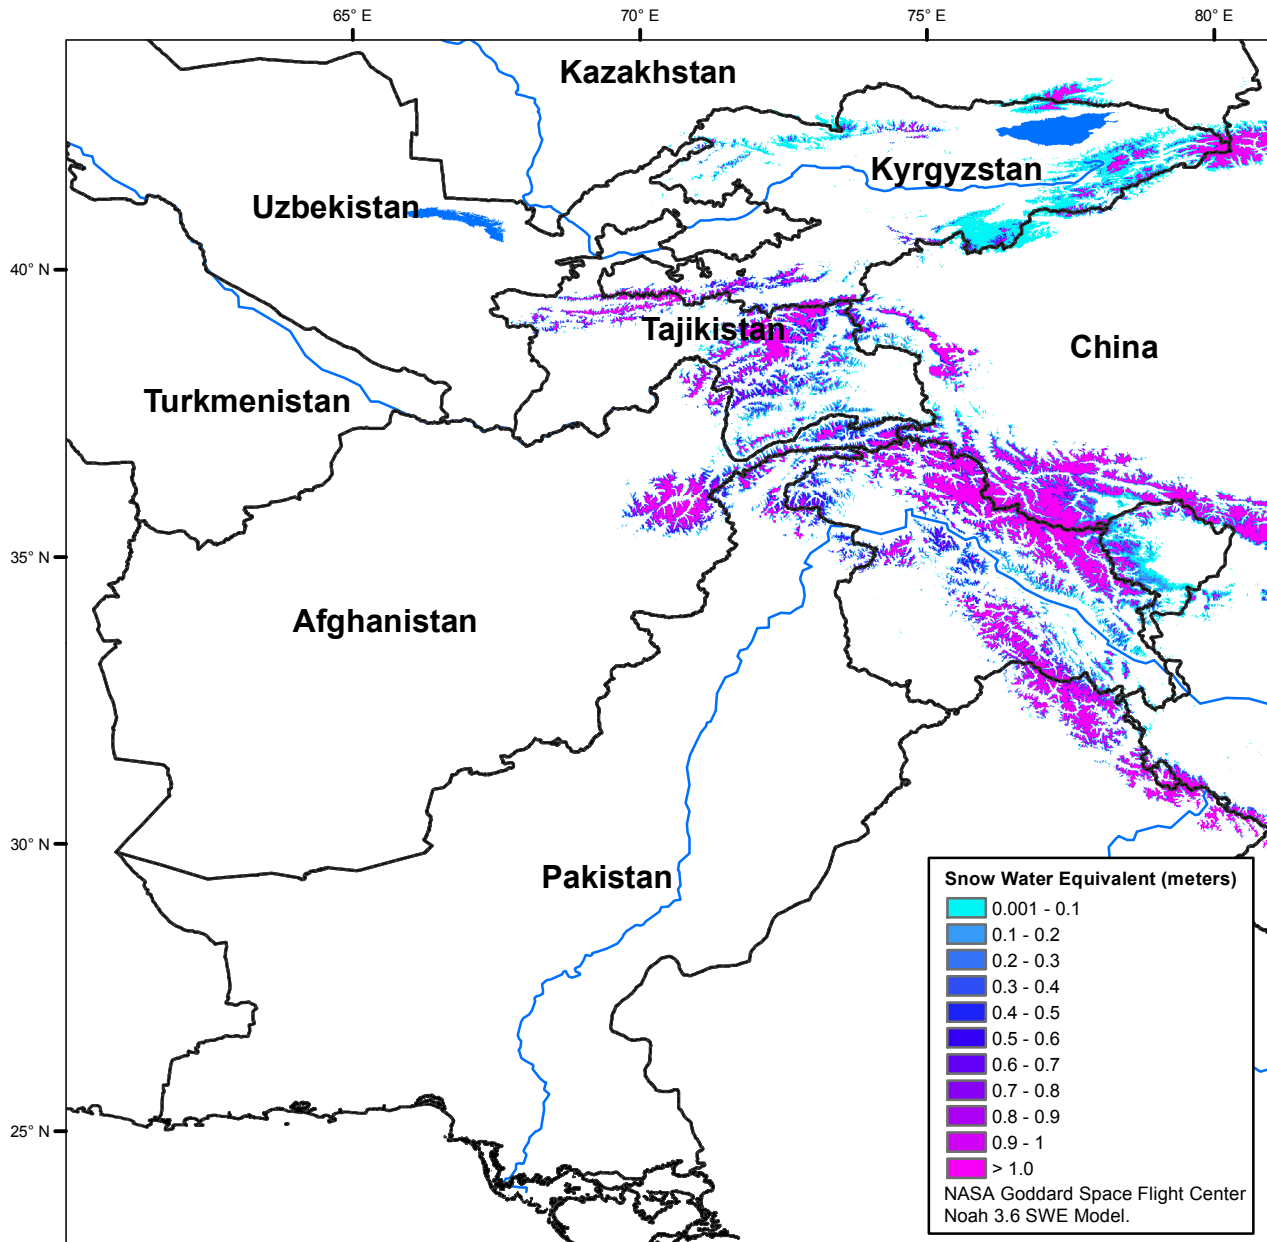 65° E
70° E
75° E
80° E
Kazakhstan
Kyrgyzstan
Uzbekistan
40° N
Tajikistan
China
Turkmenistan
35° N
Afghanistan
30° N
Pakistan
25° N
Snow Water Equivalent (meters)
0.001 - 0.1
0.1 - 0.2
0.2 - 0.3
0.3 - 0.4
0.4 - 0.5
0.5 - 0.6
0.6 - 0.7
0.7 - 0.8
0.8 - 0.9
0.9 - 1
> 1.0
NASA Goddard Space Flight Center
Noah 3.6 SWE Model.